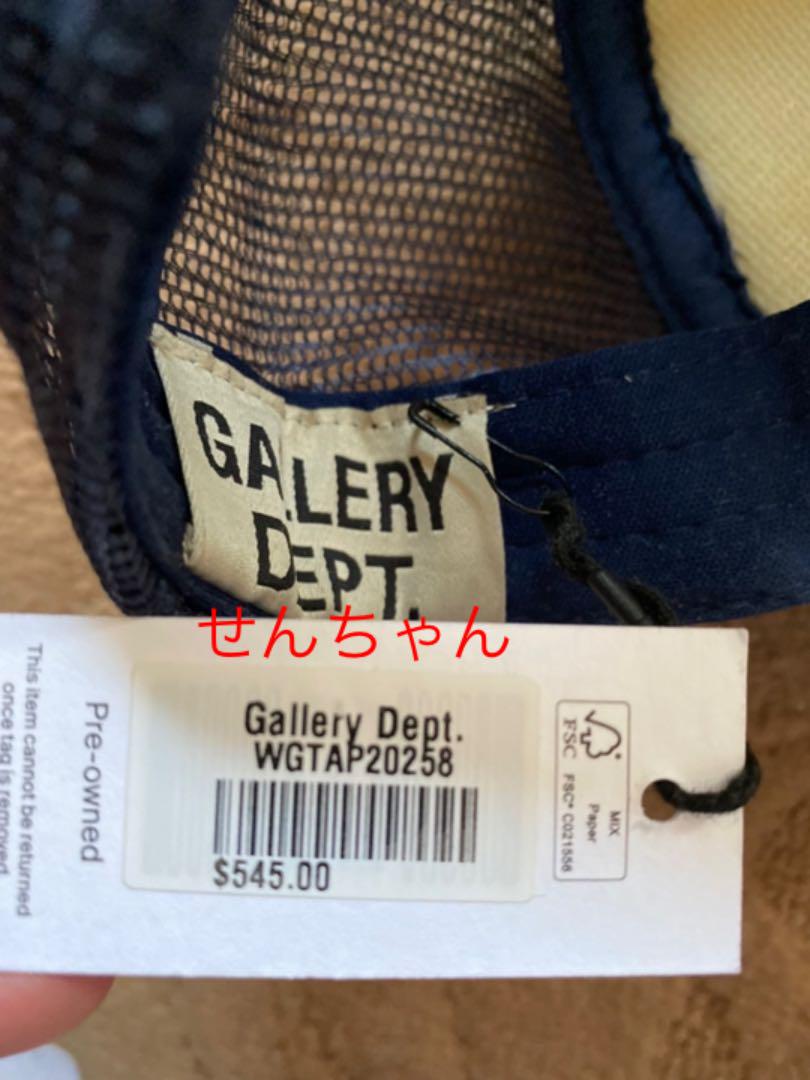 GALLERY
DEPT.
せんちゃん
Gallery Dept.
WGTAP20258
$545.00
Pre-owned
This item cannot be returned
once tag is removed
FSC
MIX
Paper
FSC® C021556